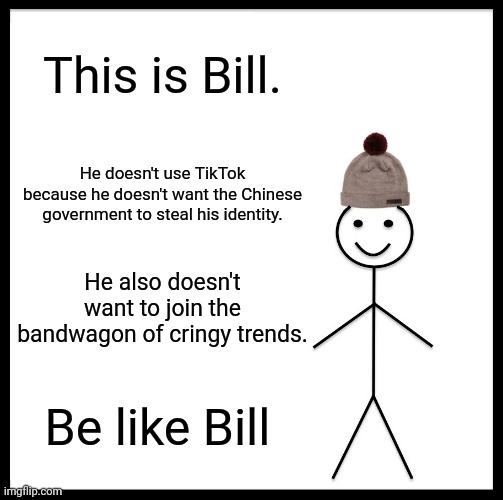 This is Bill.
He doesn't use TikTok
because he doesn't want the Chinese
government to steal his identity.
He also doesn't
want to join the
bandwagon of cringy trends.
Be like Bill
imgflip.com